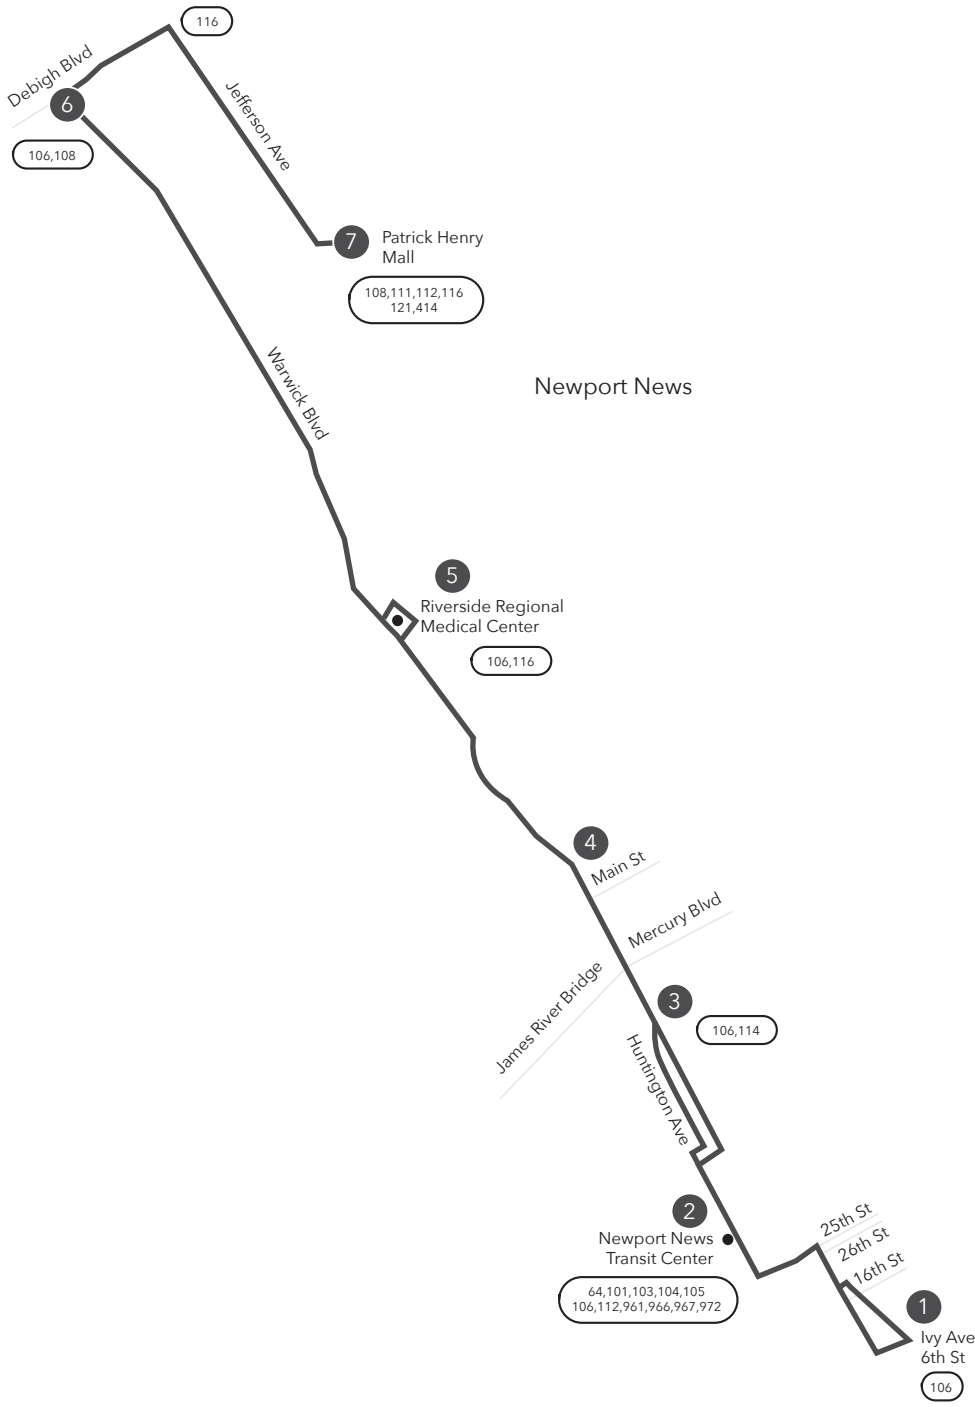 116
Debigh Blvd
6
106,108
Jefferson Ave
7
Patrick Henry
Mall
108,111,112,116
121,414
Warwick Blvd
Newport News
5
Riverside Regional
Medical Center
106,116
4
Main St
Mercury Blvd
James River Bridge
3
106,114
Huntington Ave
2
Newport News
Transit Center
64,101,103,104,105
106,112,961,966,967,972
25th St
26th St
16th St
1
Ivy Ave
6th St
106